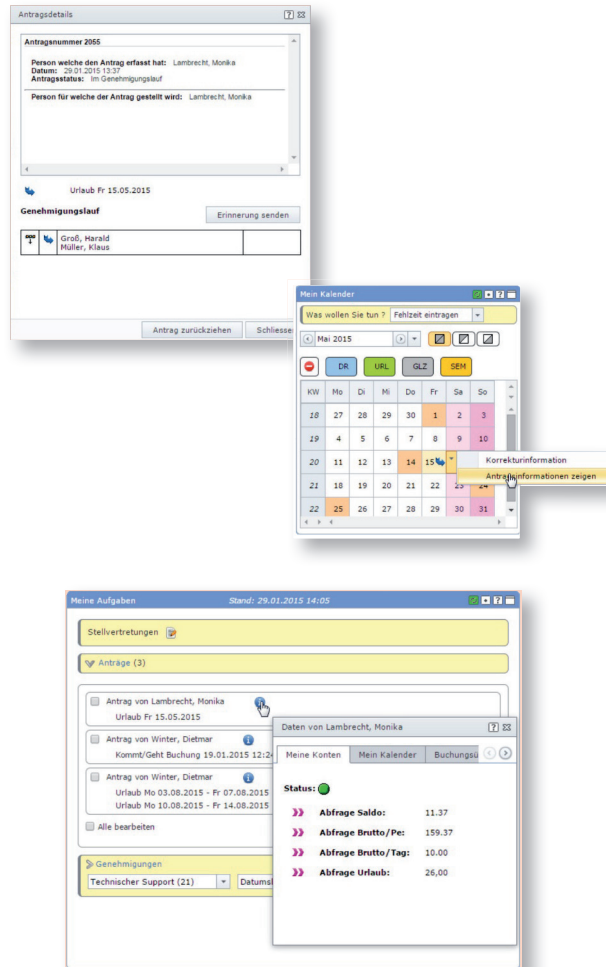 Antragsdetails
Antragsnummer 2055
Person welche den Antrag erfasst hat: Lambrecht, Monika
Datum: 29.01.2015 13:37
Antragsstatus: Im Genehmigungslauf
Person für welche der Antrag gestellt wird: Lambrecht, Monika
Urlaub Fr 15.05.2015
Genehmigungslauf
Erinnerung senden
Groß, Harald
Müller, Klaus
Antrag zurückziehen Schliessen
Mein Kalender
Was wollen Sie tun ? Fehlzeit eintragen
Mai 2015
DR URL GLZ SEM
KW Mo Di Mi Do Fr Sa So
18 27 28 29 30 1 2 3
19 4 5 6 7 8 9 10
20 11 12 13 14 15
21 18 19 20 21 22 23 24
22 25 26 27 28 29 30 31
Korrekturinformation
Antragsinformationen zeigen
Meine Aufgaben Stand: 29.01.2015 14:05
Stellvertretungen
Anträge (3)
Antrag von Lambrecht, Monika
Urlaub Fr 15.05.2015
Antrag von Winter, Dietmar
Kommt/Geht Buchung 19.01.2015 12:24
Antrag von Winter, Dietmar
Urlaub Mo 03.08.2015 - Fr 07.08.2015
Urlaub Mo 10.08.2015 - Fr 14.08.2015
Alle bearbeiten
Genehmigungen
Technischer Support (21) Datumsl
Daten von Lambrecht, Monika
Meine Konten Mein Kalender Buchungsü
Status:
Abfrage Saldo: 11.37
Abfrage Brutto/Pe: 159.37
Abfrage Brutto/Tag: 10.00
Abfrage Urlaub: 26,00